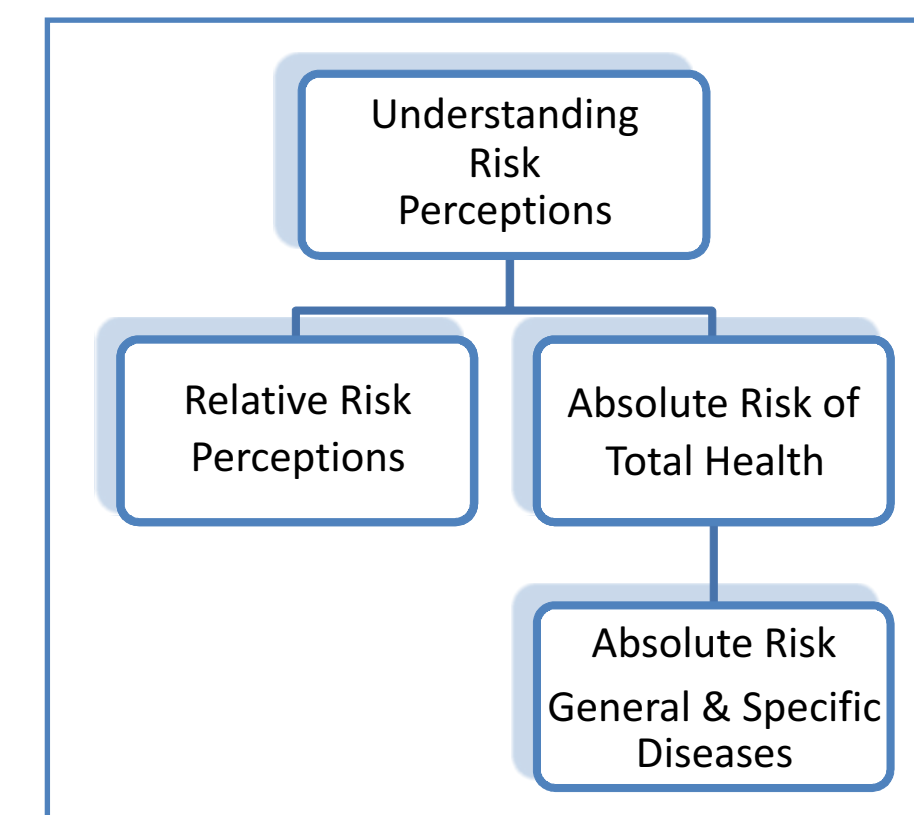 Understanding
Risk
Perceptions
Relative Risk
Perceptions
Absolute Risk of
Total Health
Absolute Risk
General & Specific
Diseases